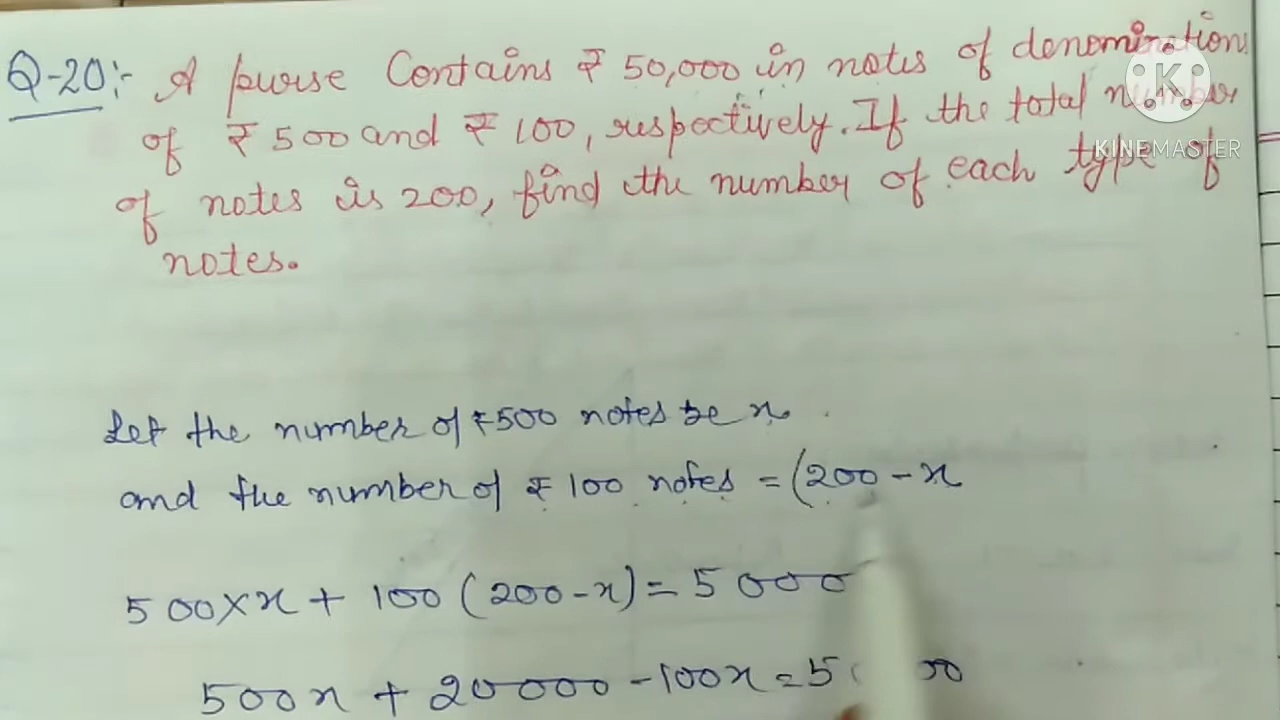 Q-20:- A purse Contains ₹ 50,000 in notes of denominations
of ₹ 500 and ₹ 100, respectively. If the total number
of notes is 200, find the number of each type of
notes.
K
KINEMASTER
Let the number of ₹500 notes be x.
and the number of ₹ 100 notes = (200 - x
500 × x + 100 (200 - x) = 5000
500x + 20000 - 100x = 5